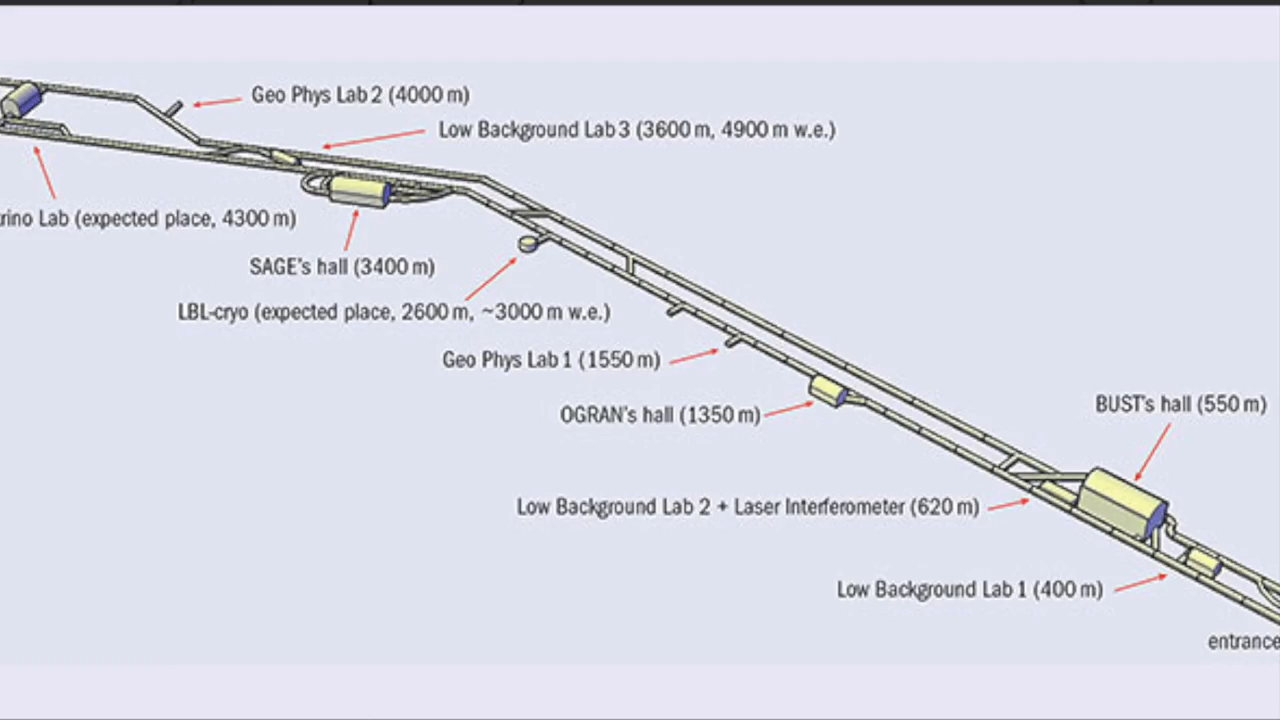 Geo Phys Lab 2 (4000 m)
Low Background Lab 3 (3600 m, 4900 m w.e.)
Lab (expected place, 4300 m)
SAGE's hall (3400 m)
LBL-cryo (expected place, 2600 m, ~3000 m w.e.)
Geo Phys Lab 1 (1550 m)
BUST's hall (550 m)
OGRAN's hall (1350 m)
Low Background Lab 2 + Laser Interferometer (620 m)
Low Background Lab 1 (400 m)
entrance